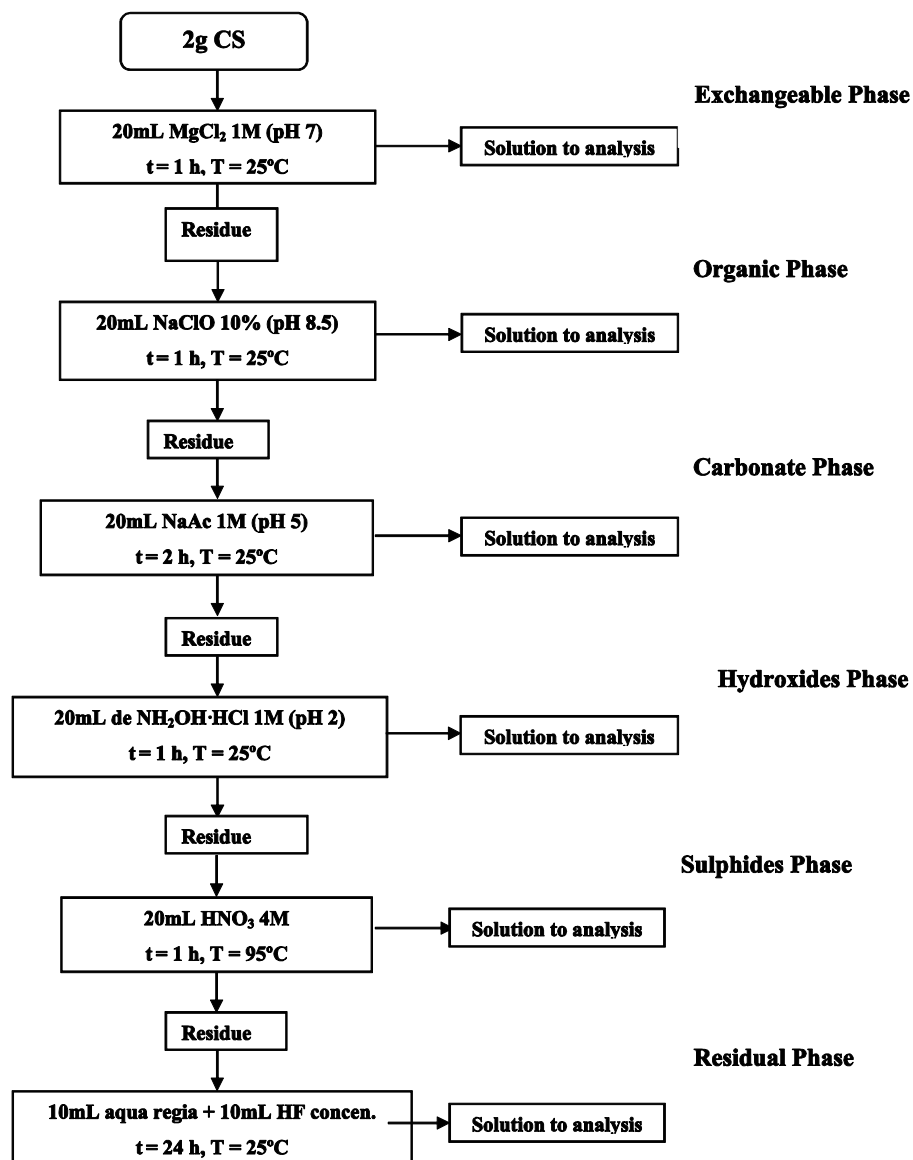 2g CS
Exchangeable Phase
20mL MgCl₂ 1M (pH 7)
t = 1 h, T = 25ºC
Solution to analysis
Residue
Organic Phase
20mL NaClO 10% (pH 8.5)
t = 1 h, T = 25ºC
Solution to analysis
Residue
Carbonate Phase
20mL NaAc 1M (pH 5)
t = 2 h, T = 25ºC
Solution to analysis
Residue
Hydroxides Phase
20mL de NH₂OH·HCl 1M (pH 2)
t = 1 h, T = 25ºC
Solution to analysis
Residue
Sulphides Phase
20mL HNO₃ 4M
t = 1 h, T = 95ºC
Solution to analysis
Residue
Residual Phase
10mL aqua regia + 10mL HF concen.
t = 24 h, T = 25ºC
Solution to analysis